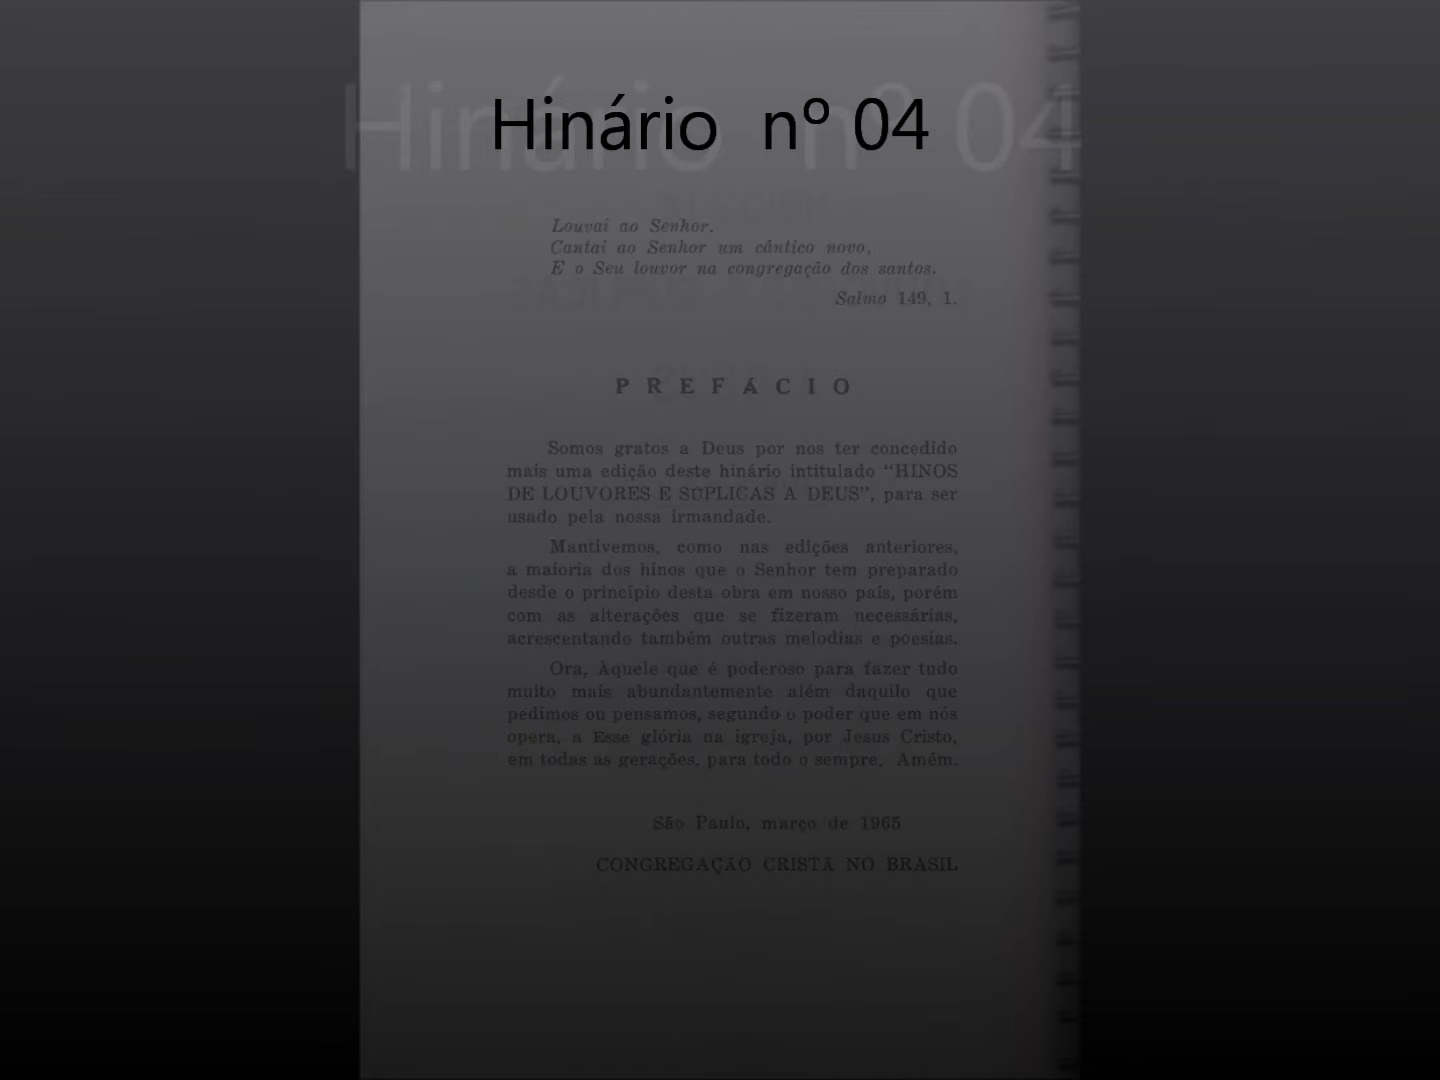 Hinário nº 04
Louvai ao Senhor.
Cantai ao Senhor um cântico novo,
E o Seu louvor na congregação dos santos.
Salmo 149, 1.
PREFÁCIO
Somos gratos a Deus por nos ter concedido
mais uma edição deste hinário intitulado “HINOS
DE LOUVORES E SÚPLICAS A DEUS”, para ser
usado pela nossa irmandade.
Mantivemos, como nas edições anteriores,
a maioria dos hinos que o Senhor tem preparado
desde o princípio desta obra em nosso país, porém
com as alterações que se fizeram necessárias,
acrescentando também outras melodias e poesias.
Ora, Àquele que é poderoso para fazer tudo
muito mais abundantemente além daquilo que
pedimos ou pensamos, segundo o poder que em nós
opera, a Esse glória na igreja, por Jesus Cristo,
em todas as gerações, para todo o sempre. Amém.
São Paulo, março de 1965
CONGREGAÇÃO CRISTÃ NO BRASIL